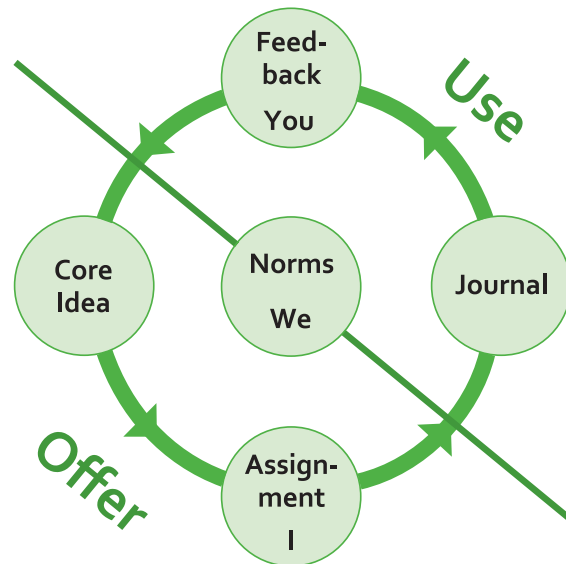 Feed-
back
You
Use
Core
Idea
Norms
We
Journal
Offer
Assign-
ment
I